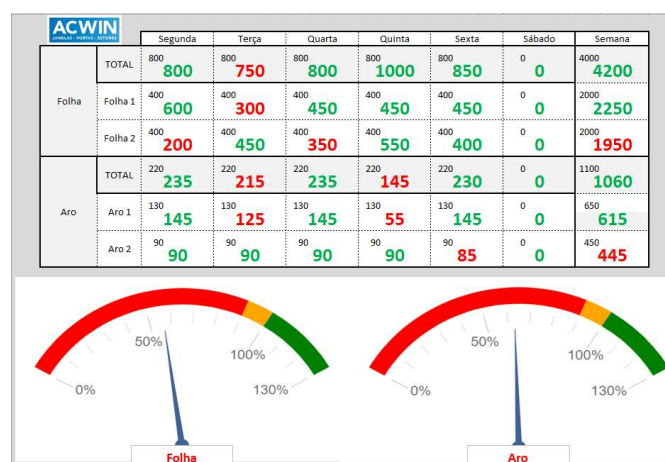 ACWIN
JANELAS - PORTAS - ESTORES
Segunda Terça Quarta Quinta Sexta Sábado Semana
Folha
TOTAL 800 800 800 750 800 800 800 1000 800 850 0 0 4000 4200
Folha 1 400 600 400 300 400 450 400 450 400 450 0 0 2000 2250
Folha 2 400 200 400 450 400 350 400 550 400 400 0 0 2000 1950
Aro
TOTAL 220 235 220 215 220 235 220 145 220 230 0 0 1100 1060
Aro 1 130 145 130 125 130 145 130 55 130 145 0 0 650 615
Aro 2 90 90 90 90 90 90 90 90 90 85 0 0 450 445
0% 50% 100% 130%
Folha
0% 50% 100% 130%
Aro